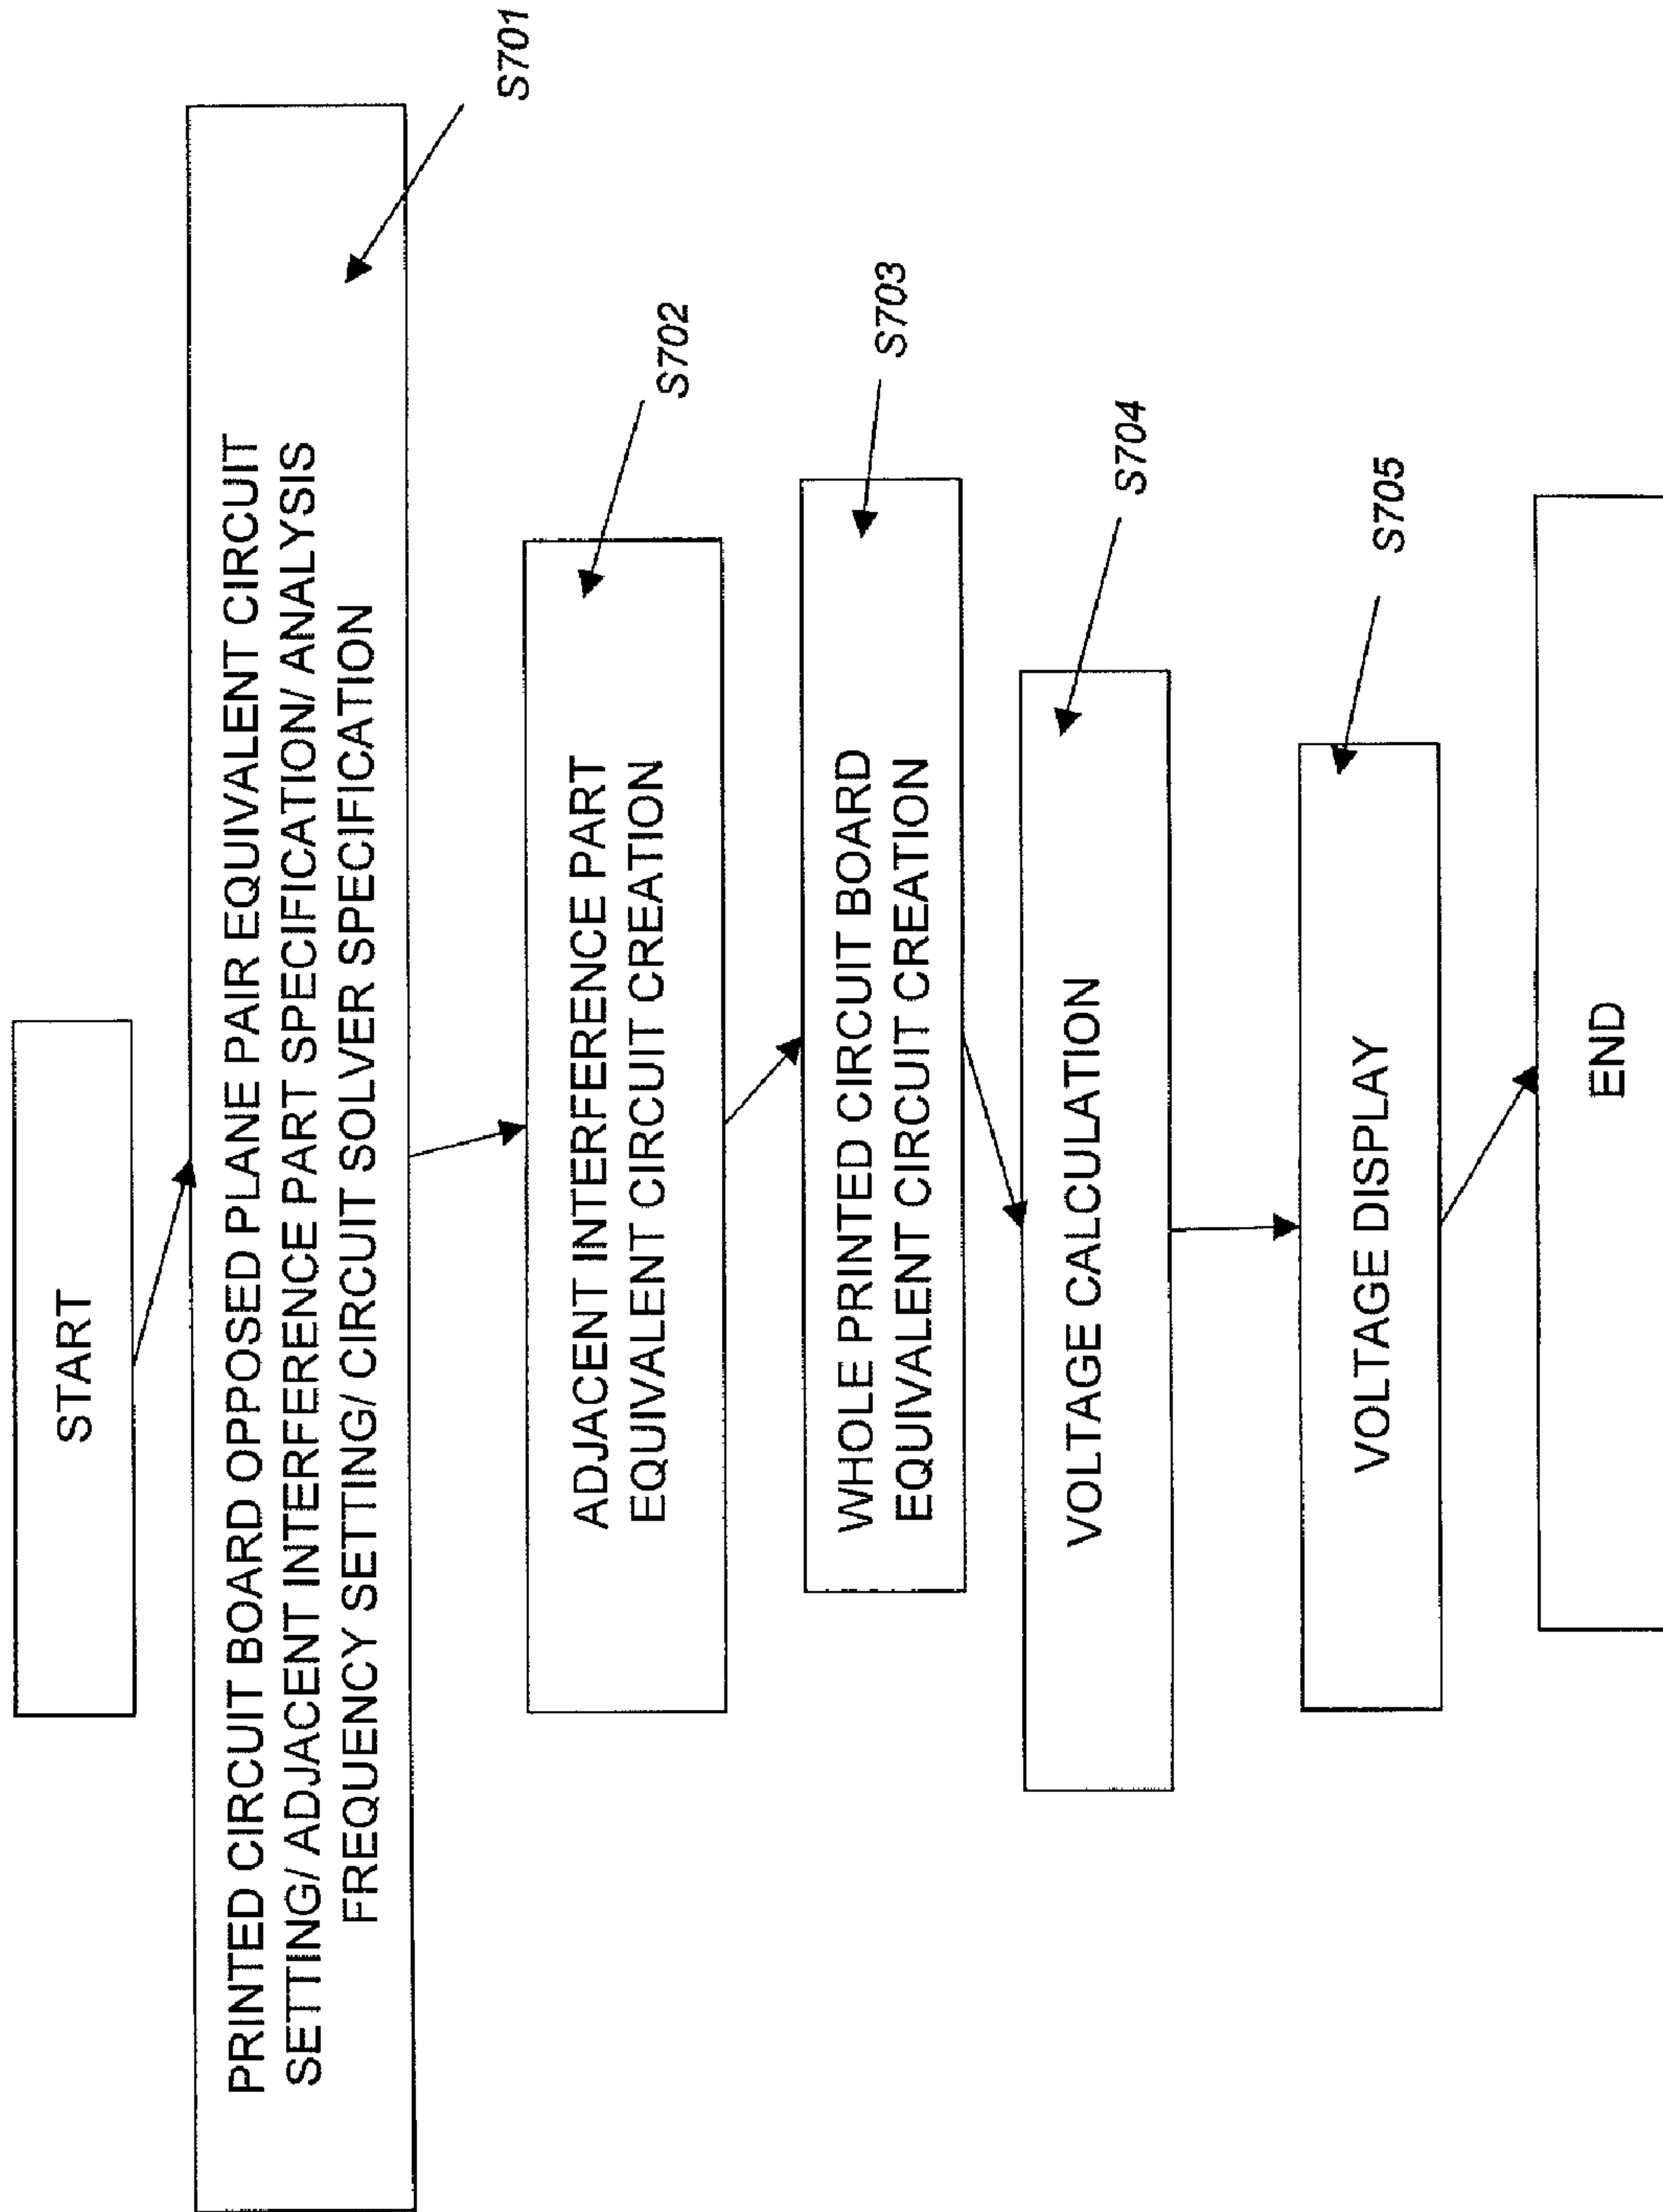 START
PRINTED CIRCUIT BOARD OPPOSED PLANE PAIR EQUIVALENT CIRCUIT
SETTING/ ADJACENT INTERFERENCE PART SPECIFICATION/ ANALYSIS
FREQUENCY SETTING/ CIRCUIT SOLVER SPECIFICATION
S701
ADJACENT INTERFERENCE PART
EQUIVALENT CIRCUIT CREATION
S702
WHOLE PRINTED CIRCUIT BOARD
EQUIVALENT CIRCUIT CREATION
S703
VOLTAGE CALCULATION
S704
VOLTAGE DISPLAY
S705
END